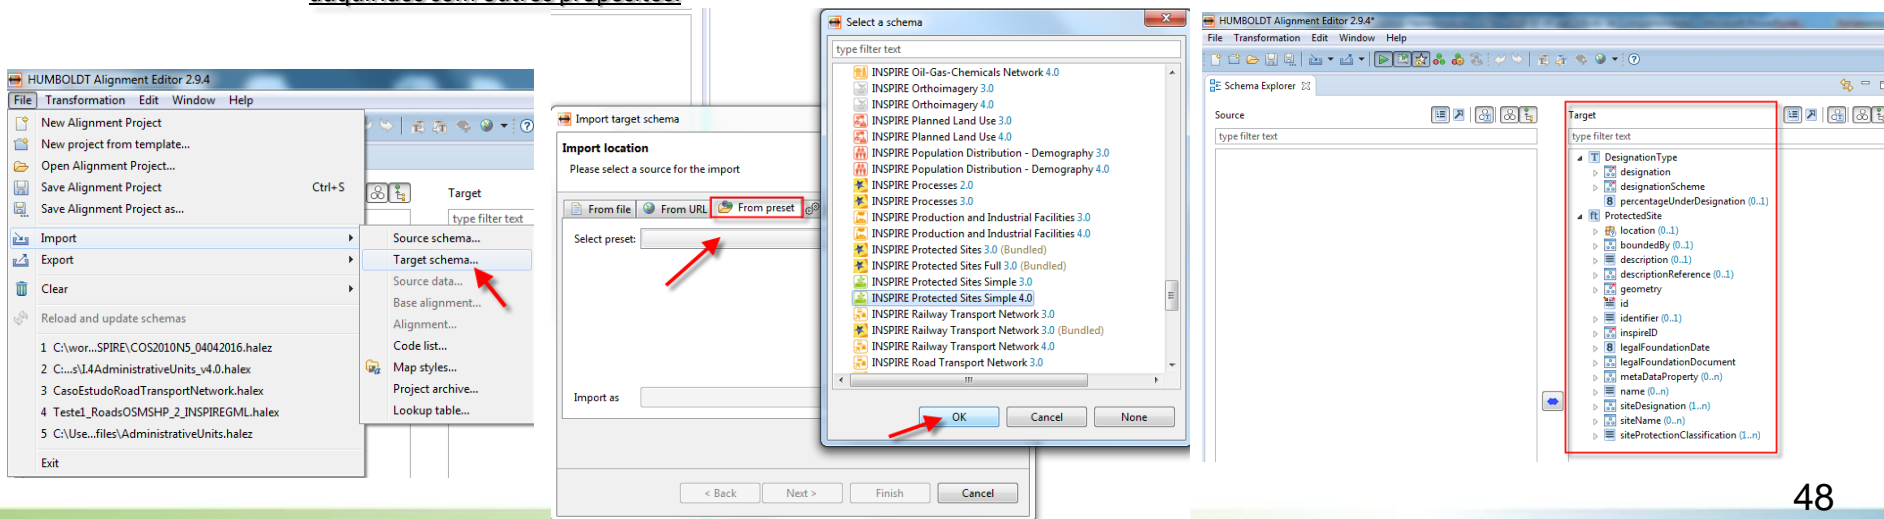 adquiridos com outros propósitos.
HUMBOLDT Alignment Editor 2.9.4
File Transformation Edit Window Help
New Alignment Project
New project from template...
Open Alignment Project...
Save Alignment Project Ctrl+S
Save Alignment Project as...
Import
Export
Clear
Reload and update schemas
1 C:\wor...SPIRE\COS2010N5_04042016.halez
2 C:...s\I.4AdministrativeUnits_v4.0.halex
3 CasoEstudoRoadTransportNetwork.halex
4 Teste1_RoadsOSMSHP_2_INSPIREGML.halex
5 C:\Use...files\AdministrativeUnits.halez
Exit
Target
type filter text
Source schema...
Target schema...
Source data...
Base alignment...
Alignment...
Code list...
Map styles...
Project archive...
Lookup table...
Import target schema
Import location
Please select a source for the import
From file From URL From preset
Select preset:
Import as
< Back Next > Finish Cancel
Select a schema
type filter text
INSPIRE Oil-Gas-Chemicals Network 4.0
INSPIRE Orthoimagery 3.0
INSPIRE Orthoimagery 4.0
INSPIRE Planned Land Use 3.0
INSPIRE Planned Land Use 4.0
INSPIRE Population Distribution - Demography 3.0
INSPIRE Population Distribution - Demography 4.0
INSPIRE Processes 2.0
INSPIRE Processes 3.0
INSPIRE Production and Industrial Facilities 3.0
INSPIRE Production and Industrial Facilities 4.0
INSPIRE Protected Sites 3.0 (Bundled)
INSPIRE Protected Sites Full 3.0 (Bundled)
INSPIRE Protected Sites Simple 3.0
INSPIRE Protected Sites Simple 4.0
INSPIRE Railway Transport Network 3.0
INSPIRE Railway Transport Network 3.0 (Bundled)
INSPIRE Railway Transport Network 4.0
INSPIRE Road Transport Network 3.0
OK Cancel None
HUMBOLDT Alignment Editor 2.9.4*
File Transformation Edit Window Help
Schema Explorer
Source
type filter text
Target
type filter text
DesignationType
designation
designationScheme
percentageUnderDesignation (0..1)
ProtectedSite
location (0..1)
boundedBy (0..1)
description (0..1)
descriptionReference (0..1)
geometry
id
identifier (0..1)
inspireID
legalFoundationDate
legalFoundationDocument
metaDataProperty (0..n)
name (0..n)
siteDesignation (1..n)
siteName (0..n)
siteProtectionClassification (1..n)
48